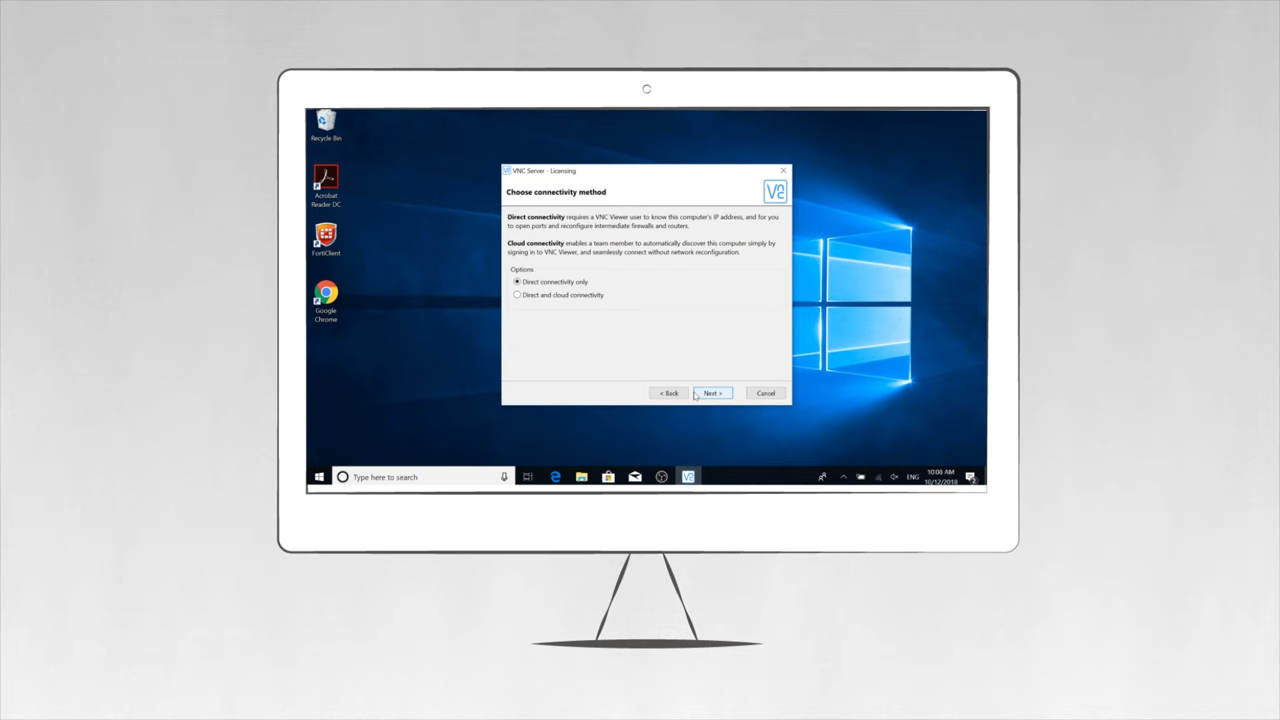 Recycle Bin
Acrobat
Reader DC
FortiClient
Google
Chrome
VNC Server - Licensing
Choose connectivity method
Direct connectivity requires a VNC Viewer user to know this computer's IP address, and for you
to open ports and reconfigure intermediate firewalls and routers.
Cloud connectivity enables a team member to automatically discover this computer simply by
signing in to VNC Viewer, and seamlessly connect without network reconfiguration.
Options
Direct connectivity only
Direct and cloud connectivity
< Back
Next >
Cancel
Type here to search
ENG
10:08 AM
10/12/2018